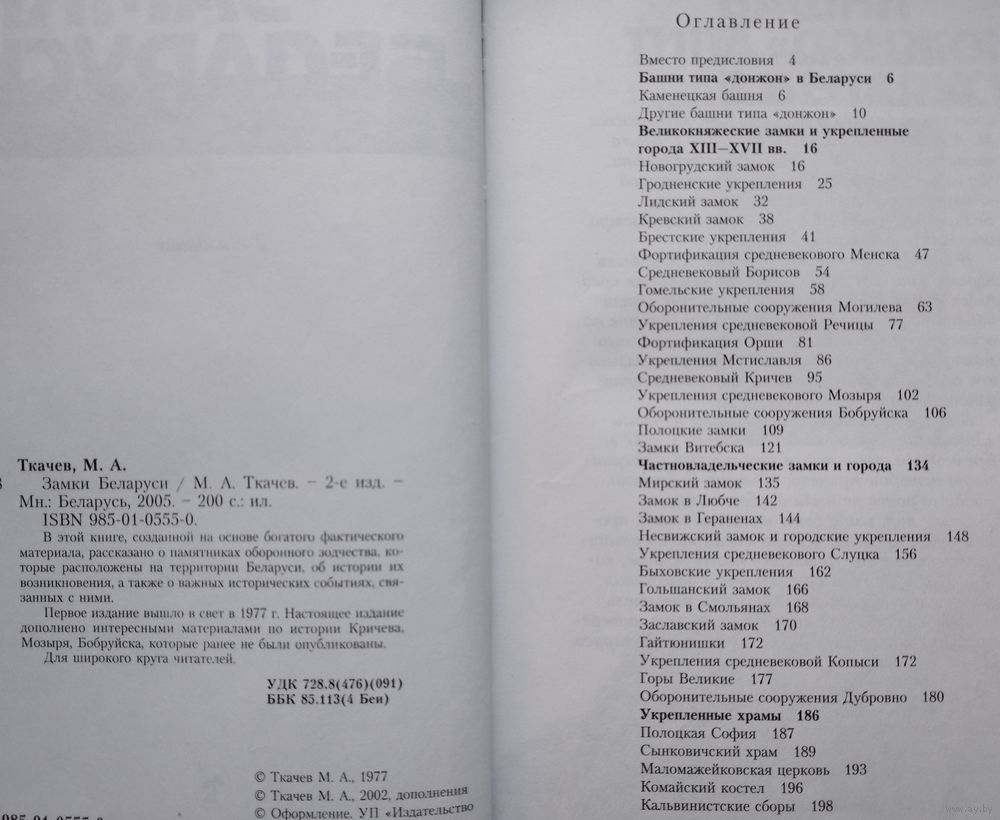 Ткачев, М. А.
Замки Беларуси / М. А. Ткачев. – 2-е изд. –
Мн.: Беларусь, 2005. – 200 с.: ил.
ISBN 985-01-0555-0.
В этой книге, созданной на основе богатого фактического
материала, рассказано о памятниках оборонного зодчества, ко-
торые расположены на территории Беларуси, об истории их
возникновения, а также о важных исторических событиях, свя-
занных с ними.
Первое издание вышло в свет в 1977 г. Настоящее издание
дополнено интересными материалами по истории Кричева,
Мозыря, Бобруйска, которые ранее не были опубликованы.
Для широкого круга читателей.
УДК 728.8(476)(091)
ББК 85.113(4 Беи)
© Ткачев М. А., 1977
© Ткачев М. А., 2002, дополнения
© Оформление. УП «Издательство
Оглавление
Вместо предисловия 4
Башни типа «донжон» в Беларуси 6
Каменецкая башня 6
Другие башни типа «донжон» 10
Великокняжеские замки и укрепленные
города XIII—XVII вв. 16
Новогрудский замок 16
Гродненские укрепления 25
Лидский замок 32
Кревский замок 38
Брестские укрепления 41
Фортификация средневекового Менска 47
Средневековый Борисов 54
Гомельские укрепления 58
Оборонительные сооружения Могилева 63
Укрепления средневековой Речицы 77
Фортификация Орши 81
Укрепления Мстиславля 86
Средневековый Кричев 95
Укрепления средневекового Мозыря 102
Оборонительные сооружения Бобруйска 106
Полоцкие замки 109
Замки Витебска 121
Частновладельческие замки и города 134
Мирский замок 135
Замок в Любче 142
Замок в Гераненах 144
Несвижский замок и городские укрепления 148
Укрепления средневекового Слуцка 156
Быховские укрепления 162
Гольшанский замок 166
Замок в Смольянах 168
Заславский замок 170
Гайтюнишки 172
Укрепления средневековой Копыси 172
Горы Великие 177
Оборонительные сооружения Дубровно 180
Укрепленные храмы 186
Полоцкая София 187
Сынковичский храм 189
Маломажейковская церковь 193
Комайский костел 196
Кальвинистские сборы 198
www.ay.by